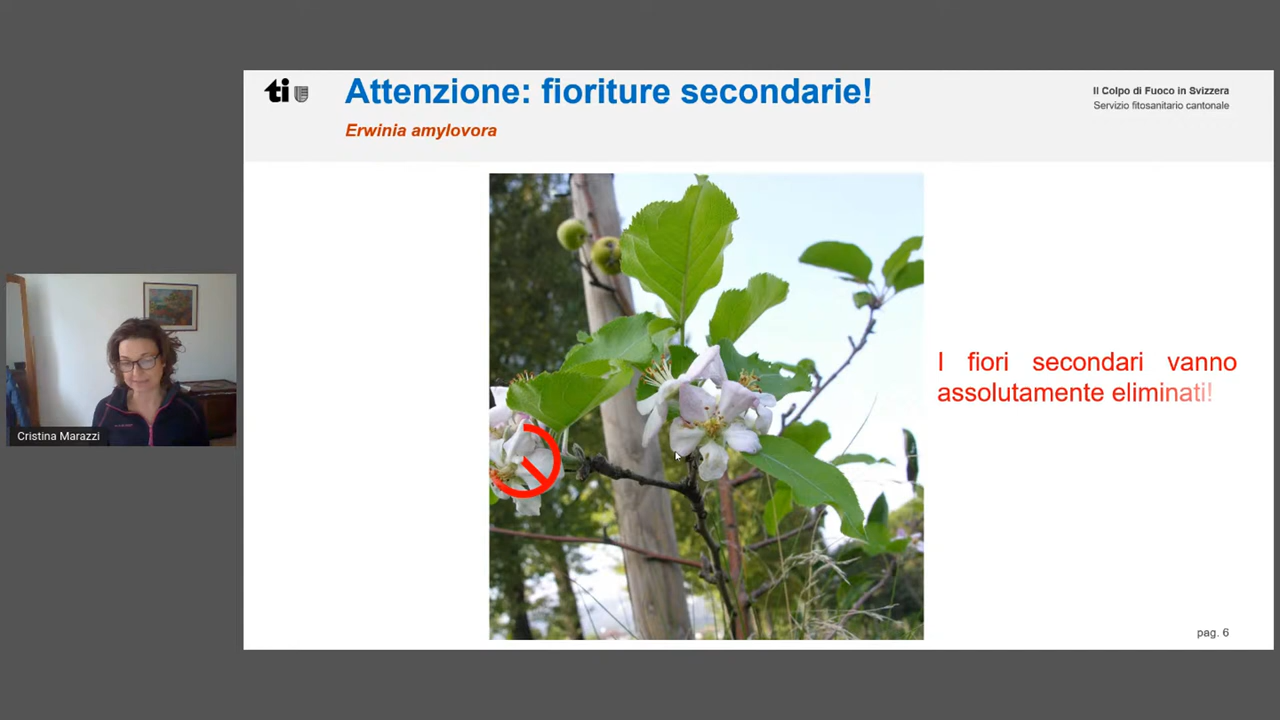 ti
Attenzione: fioriture secondarie!
Il Colpo di Fuoco in Svizzera
Servizio fitosanitario cantonale
Erwinia amylovora
I fiori secondari vanno
assolutamente eliminati!
Cristina Marazzi
pag. 6